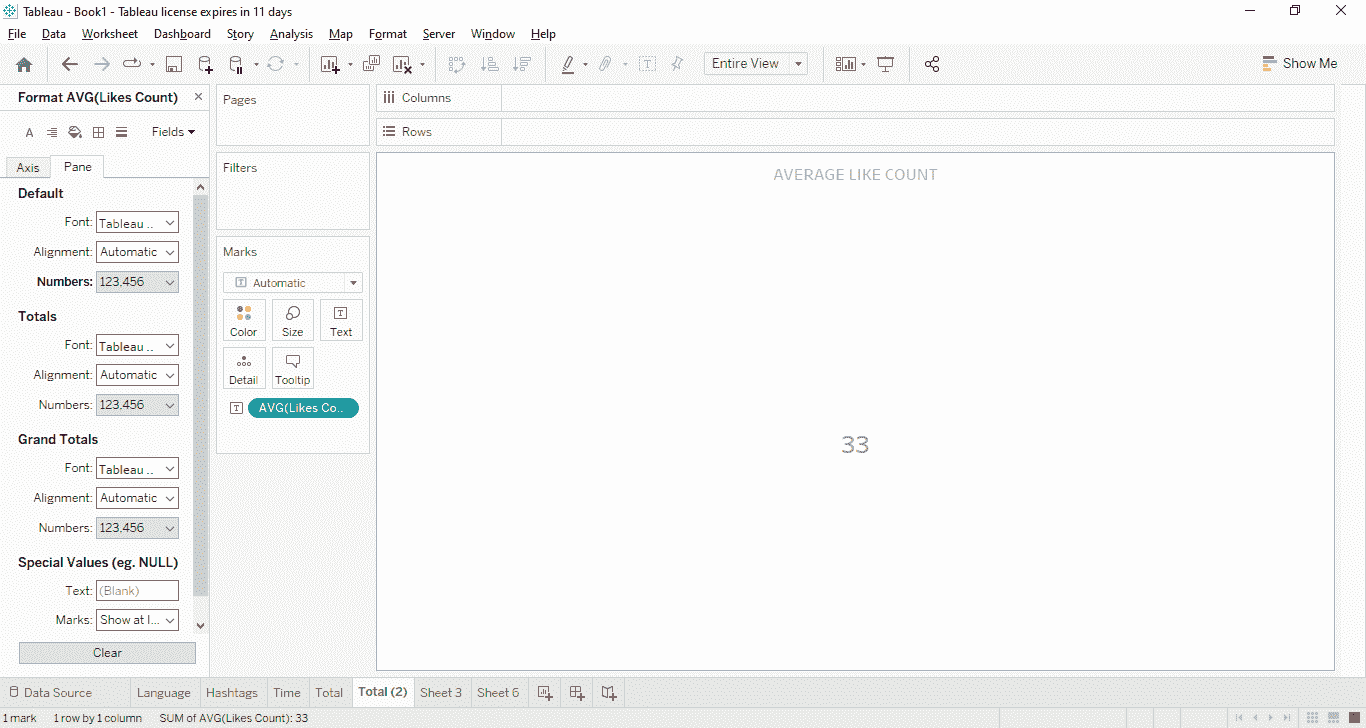 Tableau - Book1 - Tableau license expires in 11 days
File Data Worksheet Dashboard Story Analysis Map Format Server Window Help
Entire View
Show Me
Format AVG(Likes Count)
Fields
Axis Pane
Default
Font: Tableau ..
Alignment: Automatic
Numbers: 123,456
Totals
Font: Tableau ..
Alignment: Automatic
Numbers: 123,456
Grand Totals
Font: Tableau ..
Alignment: Automatic
Numbers: 123,456
Special Values (eg. NULL)
Text: (Blank)
Marks: Show at I...
Clear
Pages
Filters
Marks
Automatic
Color Size Text
Detail Tooltip
AVG(Likes Co..
Columns
Rows
AVERAGE LIKE COUNT
33
Data Source Language Hashtags Time Total Total (2) Sheet 3 Sheet 6
1 mark 1 row by 1 column SUM of AVG(Likes Count): 33